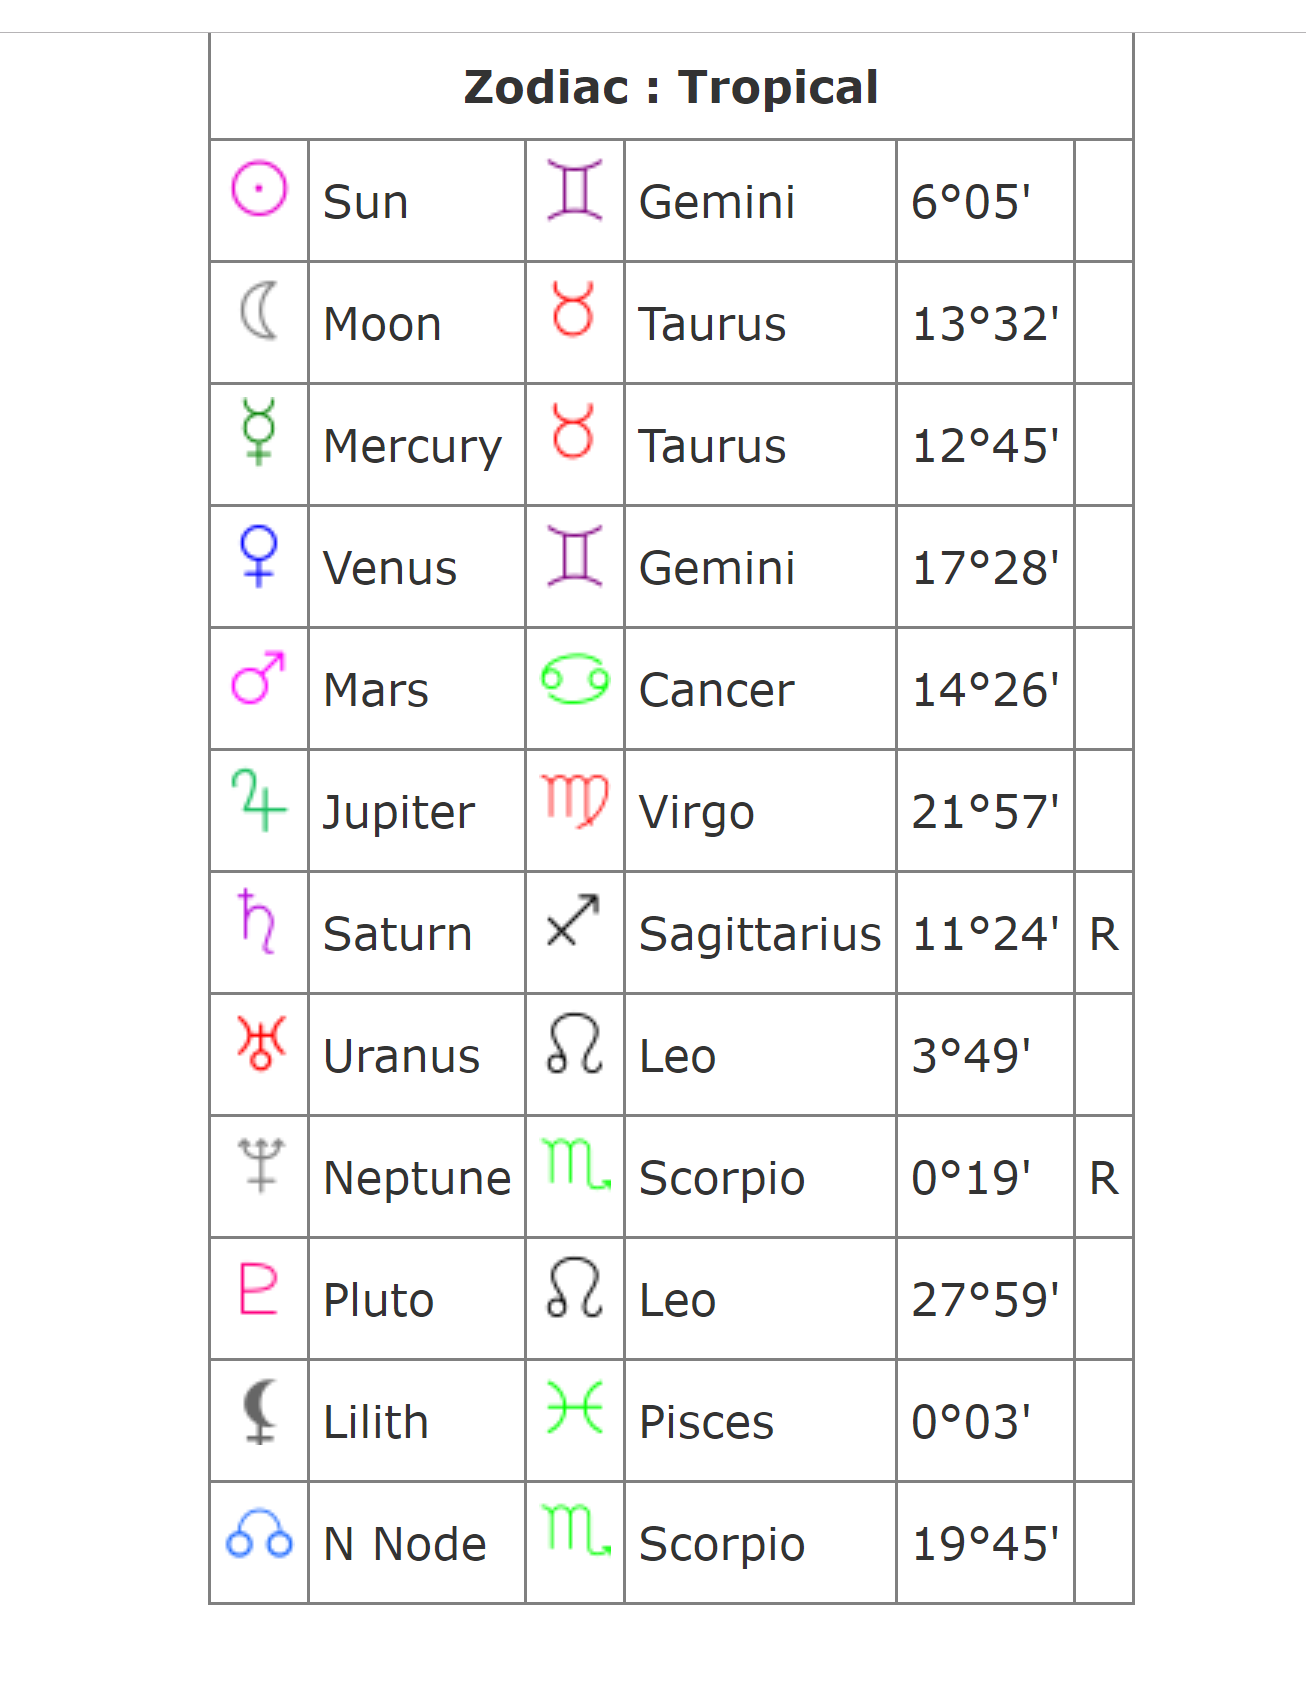 Zodiac : Tropical
Sun Gemini 6°05'
Moon Taurus 13°32'
Mercury Taurus 12°45'
Venus Gemini 17°28'
Mars Cancer 14°26'
Jupiter Virgo 21°57'
Saturn Sagittarius 11°24' R
Uranus Leo 3°49'
Neptune Scorpio 0°19' R
Pluto Leo 27°59'
Lilith Pisces 0°03'
N Node Scorpio 19°45'